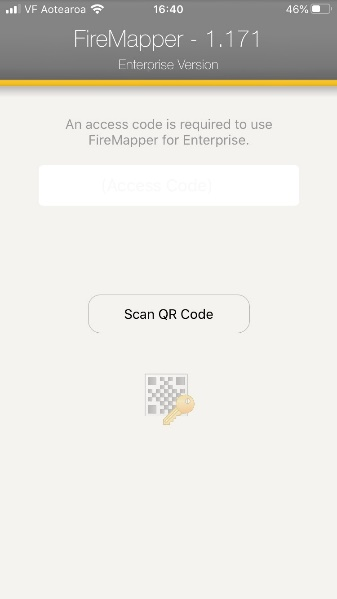 VF Aotearoa 16:40 46%
FireMapper - 1.171
Enterprise Version
An access code is required to use
FireMapper for Enterprise.
(Access Code)
Scan QR Code